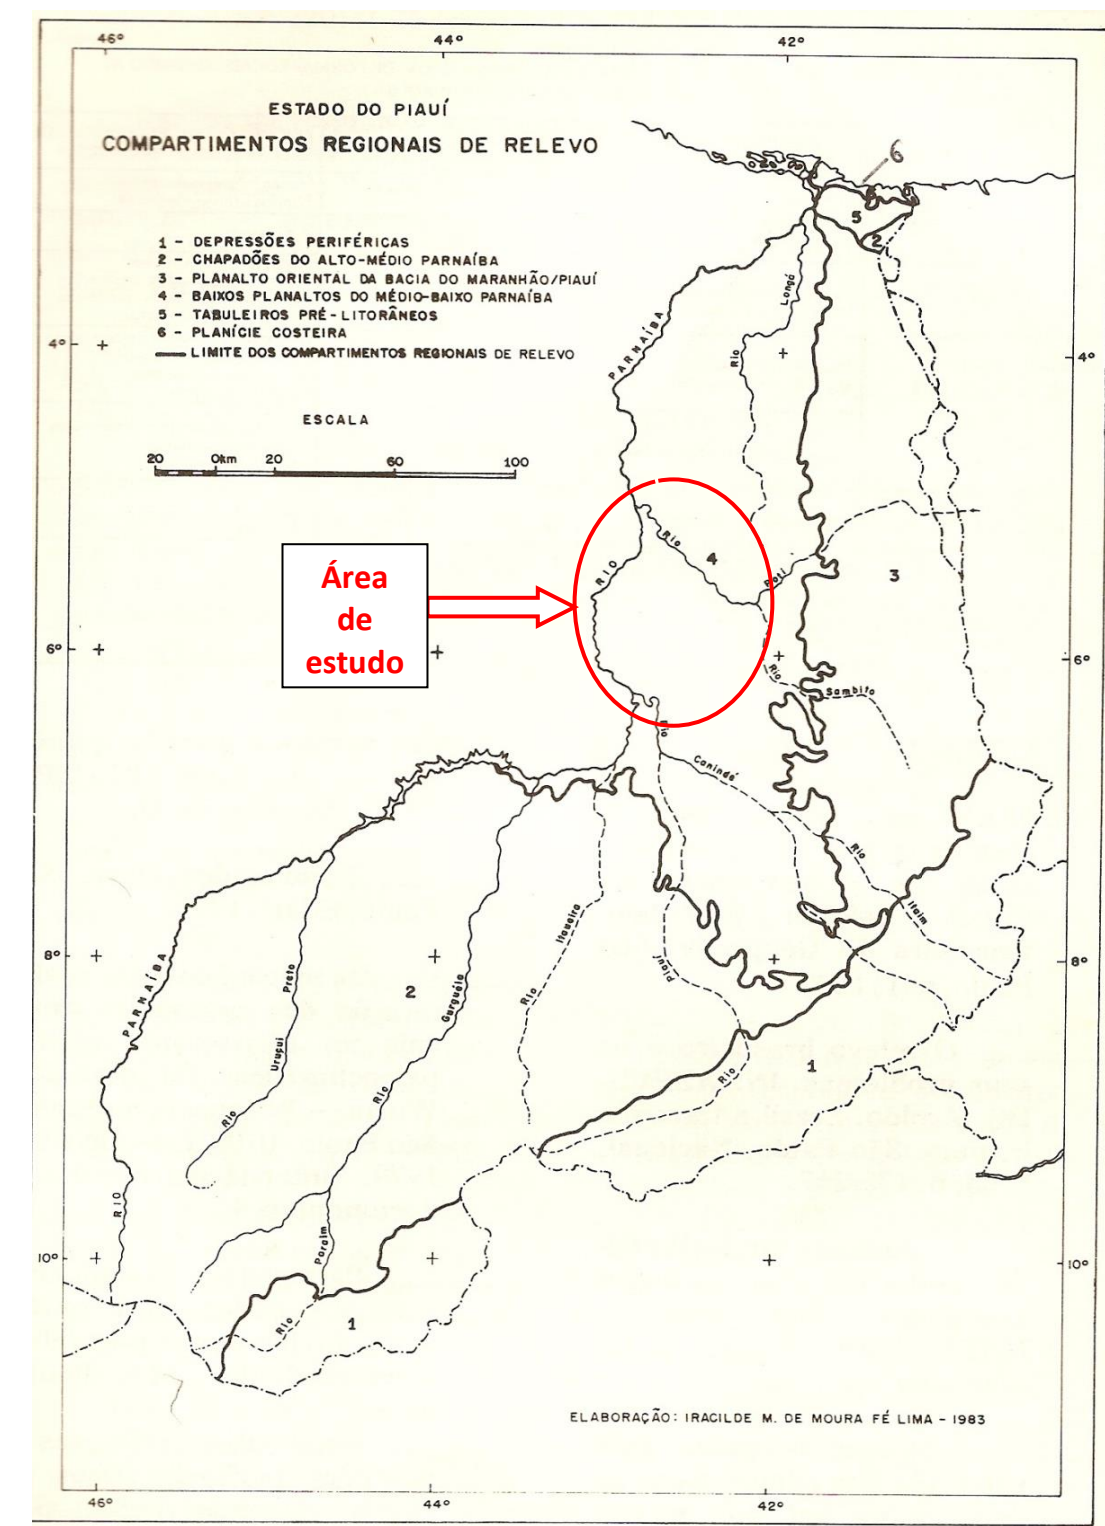 46° 44° 42°
ESTADO DO PIAUÍ
COMPARTIMENTOS REGIONAIS DE RELEVO
1 - DEPRESSÕES PERIFÉRICAS
2 - CHAPADÕES DO ALTO-MÉDIO PARNAÍBA
3 - PLANALTO ORIENTAL DA BACIA DO MARANHÃO/PIAUÍ
4 - BAIXOS PLANALTOS DO MÉDIO-BAIXO PARNAÍBA
5 - TABULEIROS PRÉ-LITORÂNEOS
6 - PLANÍCIE COSTEIRA
LIMITE DOS COMPARTIMENTOS REGIONAIS DE RELEVO
ESCALA
20 0km 20 60 100
6
5
2
Longá
Rio
PARNAÍBA
4°
4°
Rio
Poti
4
3
RIO
Área
de
estudo
6°
6°
Rio
Sambito
Rio
Canindé
Rio
Itaim
8°
8°
PARNAÍBA
RIO
2
Uruçuí
Preto
Rio
Gurguéia
Rio
Itaueira
Rio
Piauí
Rio
1
Paraim
Rio
1
10°
10°
ELABORAÇÃO: IRACILDE M. DE MOURA FÉ LIMA - 1983
46° 44° 42°